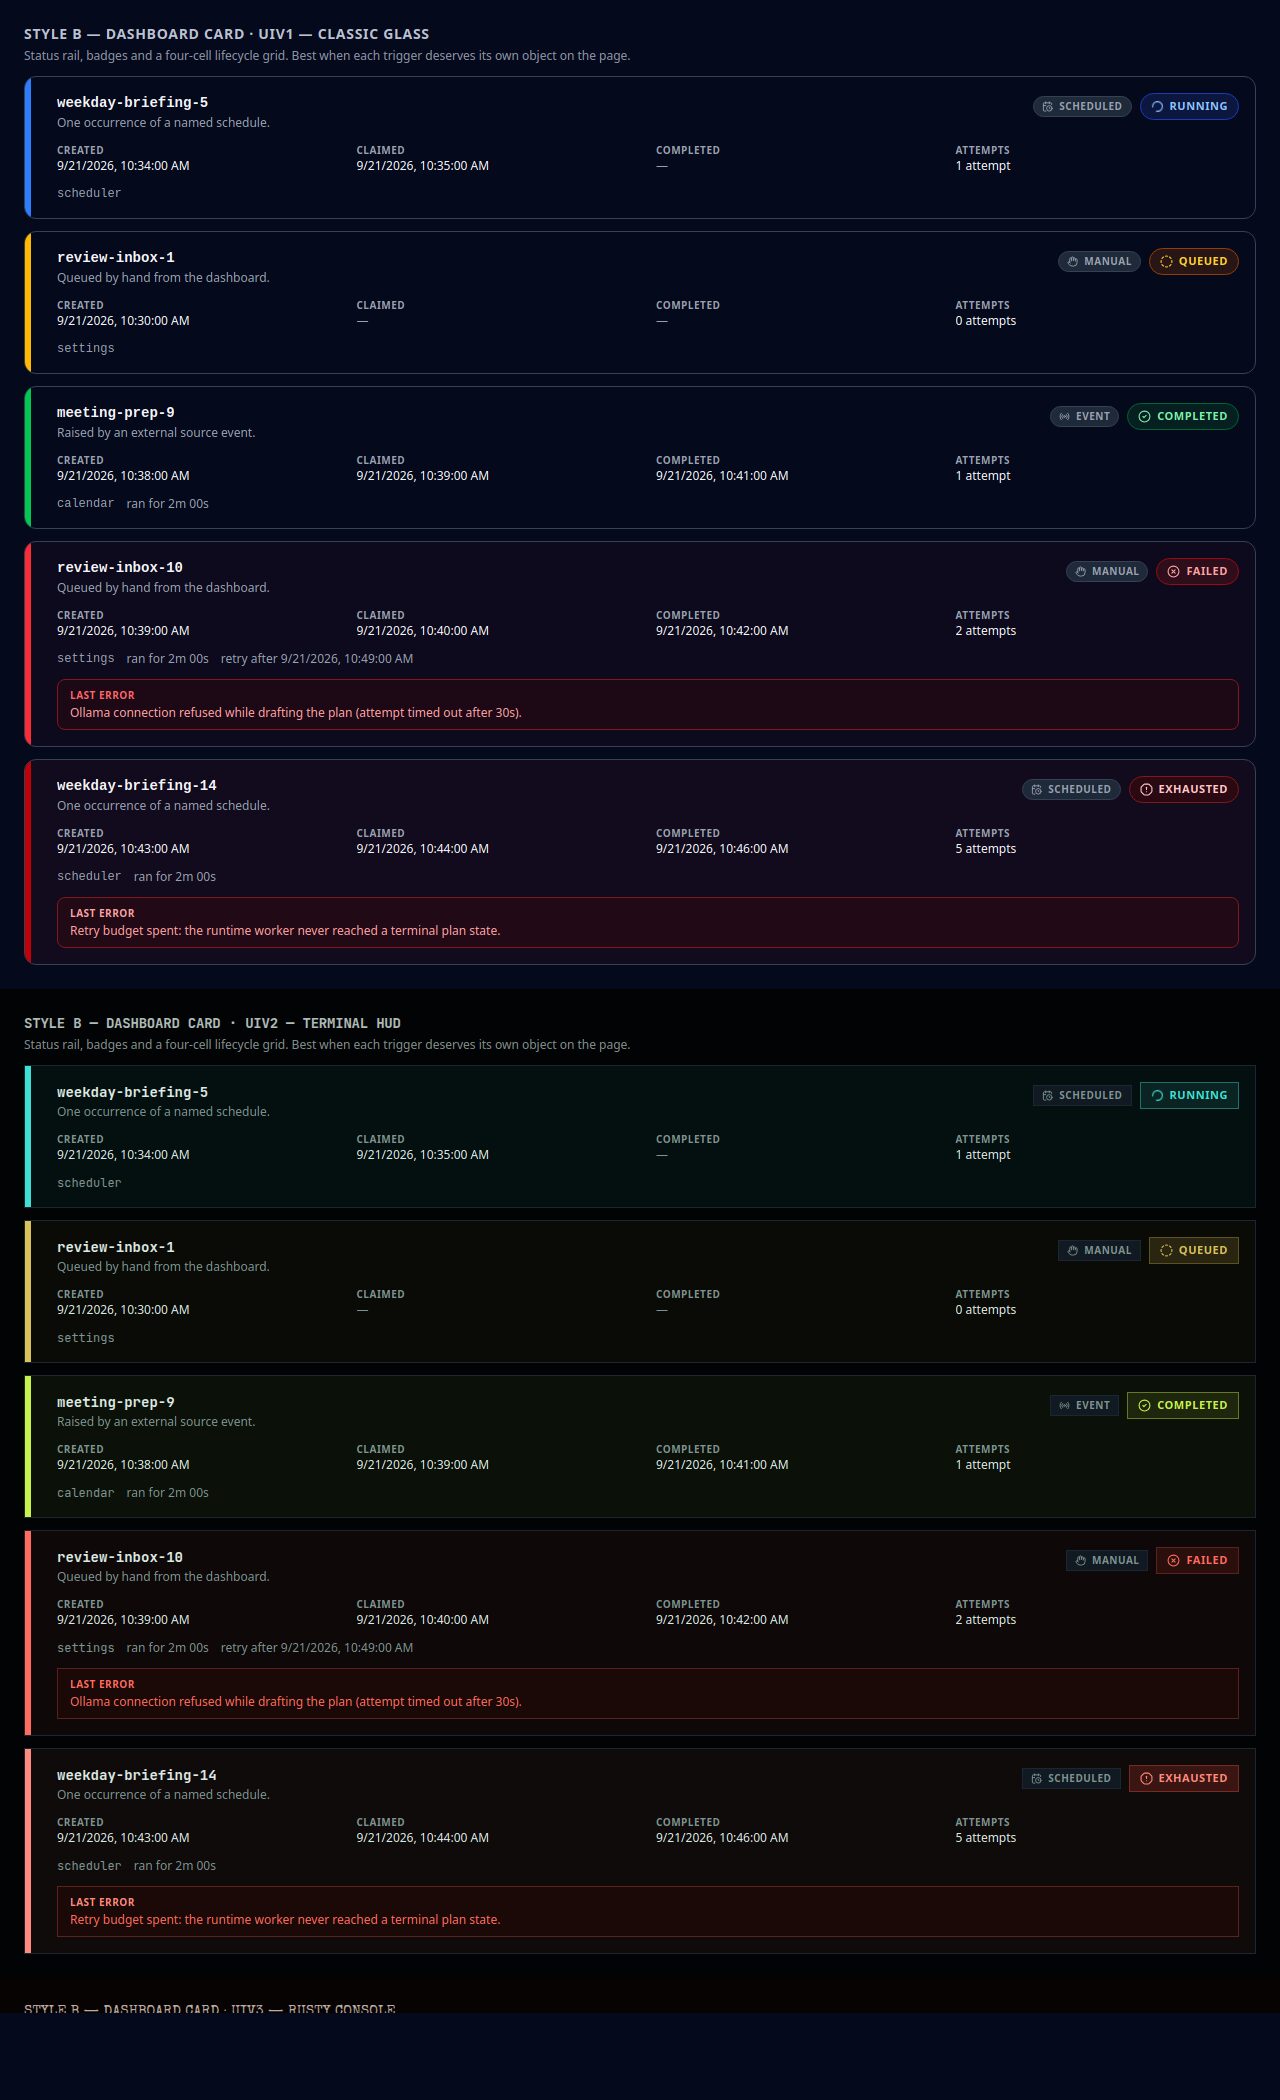 STYLE B — DASHBOARD CARD · UIV1 — CLASSIC GLASS
Status rail, badges and a four-cell lifecycle grid. Best when each trigger deserves its own object on the page.
weekday-briefing-5
SCHEDULED RUNNING
One occurrence of a named schedule.
CREATED CLAIMED COMPLETED ATTEMPTS
9/21/2026, 10:34:00 AM 9/21/2026, 10:35:00 AM — 1 attempt
scheduler
review-inbox-1
MANUAL QUEUED
Queued by hand from the dashboard.
CREATED CLAIMED COMPLETED ATTEMPTS
9/21/2026, 10:30:00 AM — — 0 attempts
settings
meeting-prep-9
EVENT COMPLETED
Raised by an external source event.
CREATED CLAIMED COMPLETED ATTEMPTS
9/21/2026, 10:38:00 AM 9/21/2026, 10:39:00 AM 9/21/2026, 10:41:00 AM 1 attempt
calendar ran for 2m 00s
review-inbox-10
MANUAL FAILED
Queued by hand from the dashboard.
CREATED CLAIMED COMPLETED ATTEMPTS
9/21/2026, 10:39:00 AM 9/21/2026, 10:40:00 AM 9/21/2026, 10:42:00 AM 2 attempts
settings ran for 2m 00s retry after 9/21/2026, 10:49:00 AM
LAST ERROR
Ollama connection refused while drafting the plan (attempt timed out after 30s).
weekday-briefing-14
SCHEDULED EXHAUSTED
One occurrence of a named schedule.
CREATED CLAIMED COMPLETED ATTEMPTS
9/21/2026, 10:43:00 AM 9/21/2026, 10:44:00 AM 9/21/2026, 10:46:00 AM 5 attempts
scheduler ran for 2m 00s
LAST ERROR
Retry budget spent: the runtime worker never reached a terminal plan state.
STYLE B — DASHBOARD CARD · UIV2 — TERMINAL HUD
Status rail, badges and a four-cell lifecycle grid. Best when each trigger deserves its own object on the page.
weekday-briefing-5
SCHEDULED RUNNING
One occurrence of a named schedule.
CREATED CLAIMED COMPLETED ATTEMPTS
9/21/2026, 10:34:00 AM 9/21/2026, 10:35:00 AM — 1 attempt
scheduler
review-inbox-1
MANUAL QUEUED
Queued by hand from the dashboard.
CREATED CLAIMED COMPLETED ATTEMPTS
9/21/2026, 10:30:00 AM — — 0 attempts
settings
meeting-prep-9
EVENT COMPLETED
Raised by an external source event.
CREATED CLAIMED COMPLETED ATTEMPTS
9/21/2026, 10:38:00 AM 9/21/2026, 10:39:00 AM 9/21/2026, 10:41:00 AM 1 attempt
calendar ran for 2m 00s
review-inbox-10
MANUAL FAILED
Queued by hand from the dashboard.
CREATED CLAIMED COMPLETED ATTEMPTS
9/21/2026, 10:39:00 AM 9/21/2026, 10:40:00 AM 9/21/2026, 10:42:00 AM 2 attempts
settings ran for 2m 00s retry after 9/21/2026, 10:49:00 AM
LAST ERROR
Ollama connection refused while drafting the plan (attempt timed out after 30s).
weekday-briefing-14
SCHEDULED EXHAUSTED
One occurrence of a named schedule.
CREATED CLAIMED COMPLETED ATTEMPTS
9/21/2026, 10:43:00 AM 9/21/2026, 10:44:00 AM 9/21/2026, 10:46:00 AM 5 attempts
scheduler ran for 2m 00s
LAST ERROR
Retry budget spent: the runtime worker never reached a terminal plan state.
STYLE B — DASHBOARD CARD · UIV3 — RUSTY CONSOLE